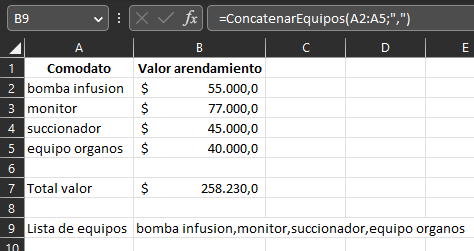 B9 fx =ConcatenarEquipos(A2:A5;",")
A B C D E
1 Comodato Valor arendamiento
2 bomba infusion $ 55.000,0
3 monitor $ 77.000,0
4 succionador $ 45.000,0
5 equipo organos $ 40.000,0
6
7 Total valor $ 258.230,0
8
9 Lista de equipos bomba infusion,monitor,succionador,equipo organos
10